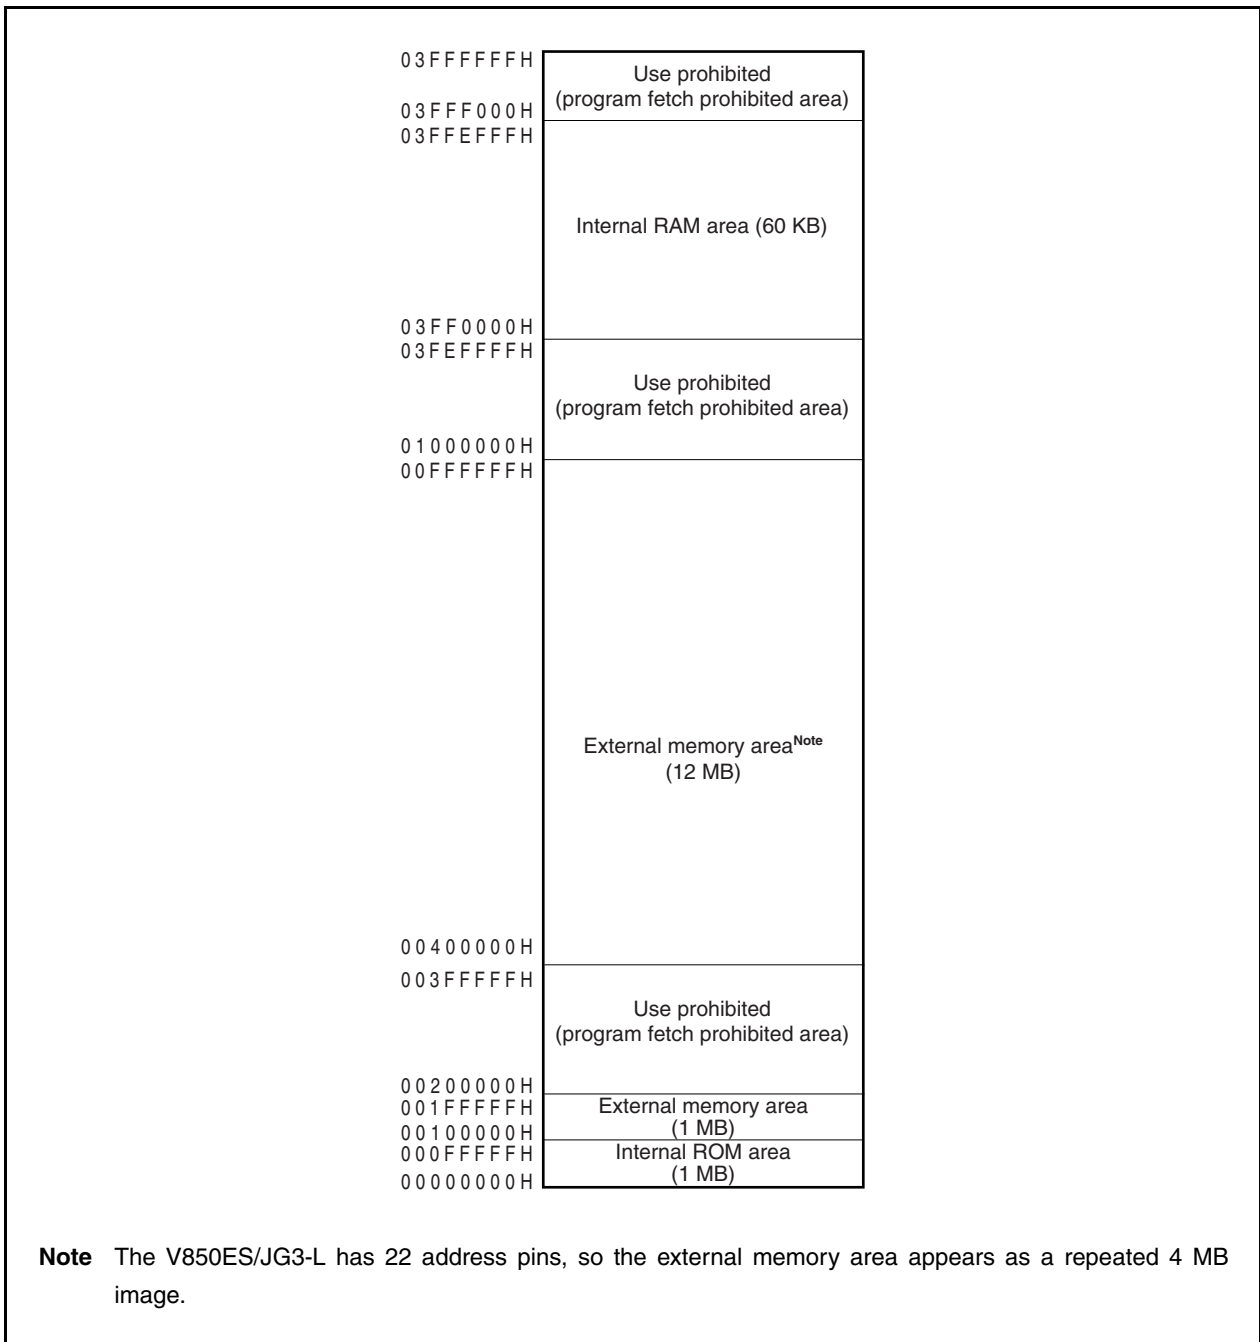 03FFFFFFH
Use prohibited
(program fetch prohibited area)
03FFF000H
03FFEFFFH
Internal RAM area (60 KB)
03FF0000H
03FEFFFFH
Use prohibited
(program fetch prohibited area)
01000000H
00FFFFFFH
External memory areaNote
(12 MB)
00400000H
003FFFFFH
Use prohibited
(program fetch prohibited area)
00200000H
001FFFFFH
External memory area
(1 MB)
00100000H
000FFFFFH
Internal ROM area
(1 MB)
00000000H
Note The V850ES/JG3-L has 22 address pins, so the external memory area appears as a repeated 4 MB
image.